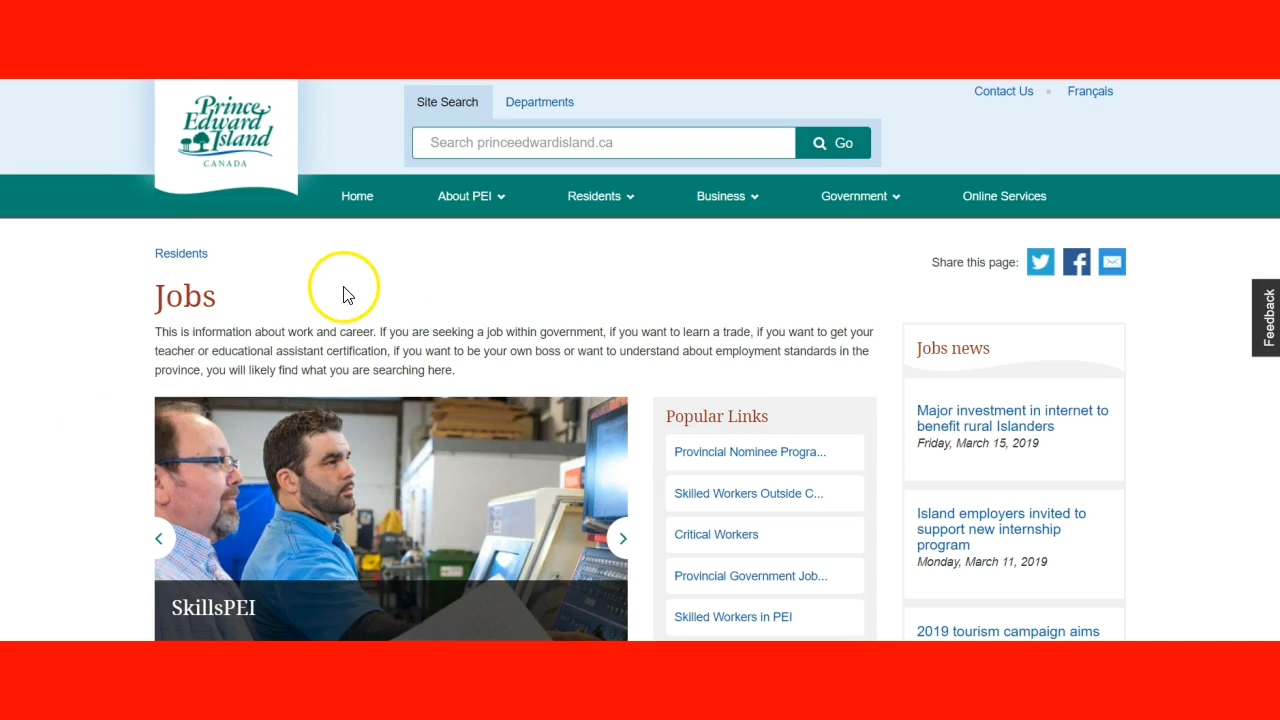 Prince
Edward
Island
CANADA
Site Search
Departments
Search princeedwardisland.ca
Go
Contact Us
Français
Home
About PEI
Residents
Business
Government
Online Services
Residents
Share this page:
Feedback
Jobs
This is information about work and career. If you are seeking a job within government, if you want to learn a trade, if you want to get your
teacher or educational assistant certification, if you want to be your own boss or want to understand about employment standards in the
province, you will likely find what you are searching here.
SkillsPEI
Popular Links
Provincial Nominee Progra...
Skilled Workers Outside C...
Critical Workers
Provincial Government Job...
Skilled Workers in PEI
Jobs news
Major investment in internet to
benefit rural Islanders
Friday, March 15, 2019
Island employers invited to
support new internship
program
Monday, March 11, 2019
2019 tourism campaign aims